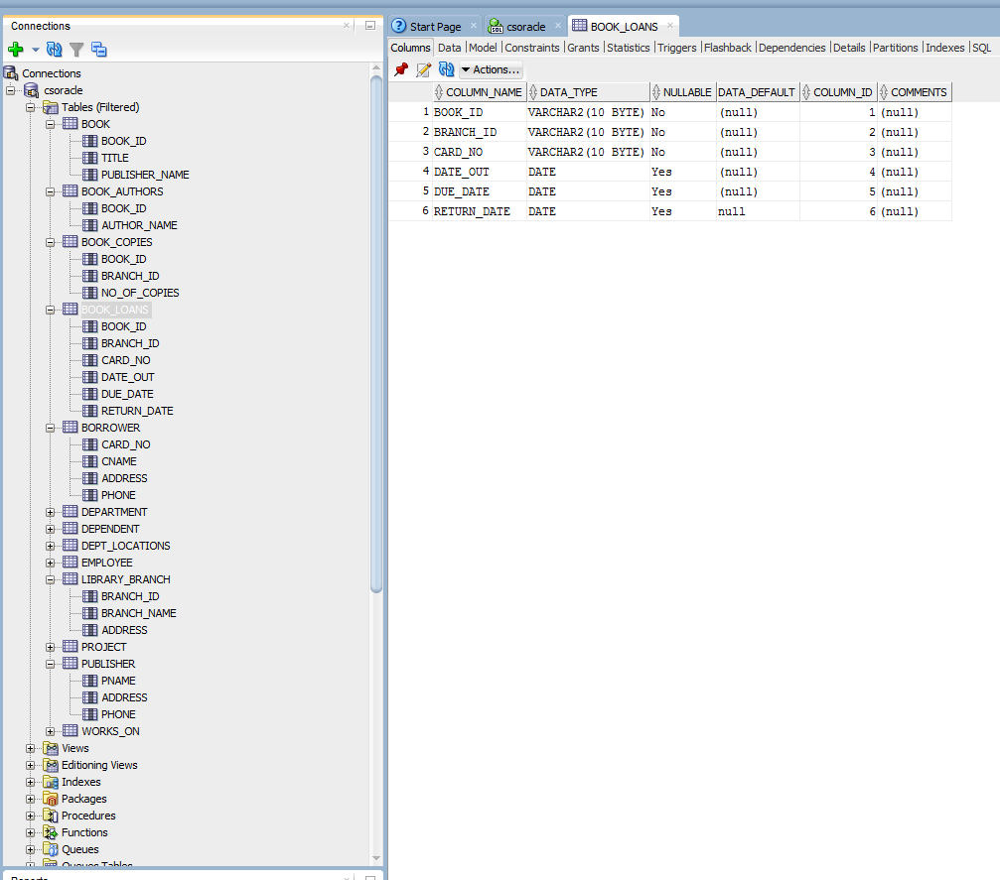 Connections
Connections
csoracle
Tables (Filtered)
BOOK
BOOK_ID
TITLE
PUBLISHER_NAME
BOOK_AUTHORS
BOOK_ID
AUTHOR_NAME
BOOK_COPIES
BOOK_ID
BRANCH_ID
NO_OF_COPIES
BOOK_LOANS
BOOK_ID
BRANCH_ID
CARD_NO
DATE_OUT
DUE_DATE
RETURN_DATE
BORROWER
CARD_NO
CNAME
ADDRESS
PHONE
DEPARTMENT
DEPENDENT
DEPT_LOCATIONS
EMPLOYEE
LIBRARY_BRANCH
BRANCH_ID
BRANCH_NAME
ADDRESS
PROJECT
PUBLISHER
PNAME
ADDRESS
PHONE
WORKS_ON
Views
Editioning Views
Indexes
Packages
Procedures
Functions
Queues
Queues Tables
Reports
Start Page csoracle BOOK_LOANS
Columns Data Model Constraints Grants Statistics Triggers Flashback Dependencies Details Partitions Indexes SQL
Actions...
COLUMN_NAME DATA_TYPE NULLABLE DATA_DEFAULT COLUMN_ID COMMENTS
1 BOOK_ID VARCHAR2(10 BYTE) No (null) 1 (null)
2 BRANCH_ID VARCHAR2(10 BYTE) No (null) 2 (null)
3 CARD_NO VARCHAR2(10 BYTE) No (null) 3 (null)
4 DATE_OUT DATE Yes (null) 4 (null)
5 DUE_DATE DATE Yes (null) 5 (null)
6 RETURN_DATE DATE Yes null 6 (null)